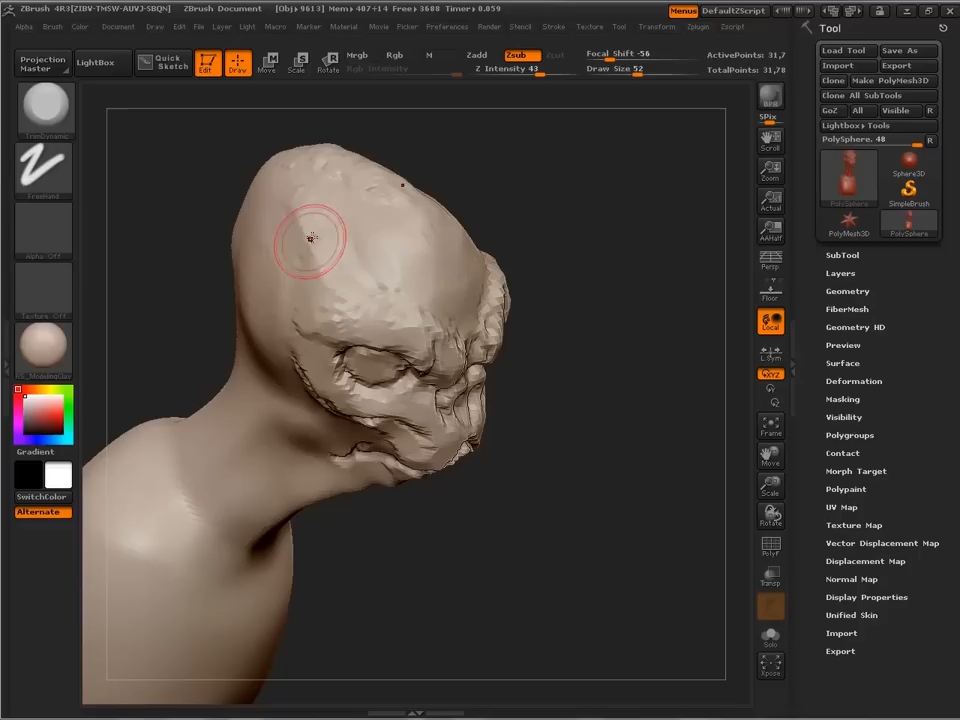 ZBrush 4R3[ZIBV-TMSW-AUVJ-SBQN] ZBrush Document [Obj▸9613] Mem▸407+14 Free▸3688 Timer▸0.059 Menus DefaultZScript
Alpha Brush Color Document Draw Edit File Layer Light Macro Marker Material Movie Picker Preferences Render Stencil Stroke Texture Tool Transform Zplugin Zscript
Projection Master LightBox Quick Sketch Edit Draw Move Scale Rotate
Mrgb Rgb M Zadd Zsub Zcut Focal Shift -56 ActivePoints: 31,7
Rgb Intensity Z Intensity 43 Draw Size 52 TotalPoints: 31,78
TrimDynamic
FreeHand
Alpha Off
Texture Off
Gradient
SwitchColor
Alternate
BPR
SPix
Scroll
Zoom
Actual
AAHalf
Persp
Floor
Local
L.Sym
XYZ
Frame
Move
Scale
Rotate
PolyF
Transp
Solo
Xpose
Tool
Load Tool Save As
Import Export
Clone Make PolyMesh3D
Clone All SubTools
GoZ All Visible R
Lightbox▸Tools
PolySphere. 48 R
PolySphere Sphere3D
SimpleBrush
PolyMesh3D PolySphere
SubTool
Layers
Geometry
FiberMesh
Geometry HD
Preview
Surface
Deformation
Masking
Visibility
Polygroups
Contact
Morph Target
Polypaint
UV Map
Texture Map
Vector Displacement Map
Displacement Map
Normal Map
Display Properties
Unified Skin
Import
Export